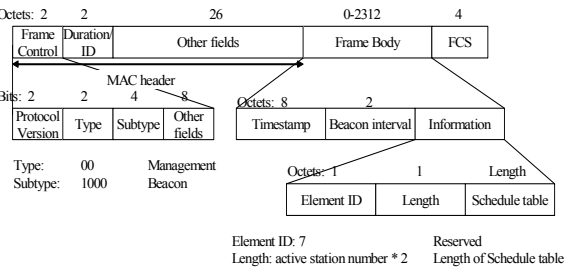 Octets: 2 2 26 0-2312 4
Frame Control Duration/ ID Other fields Frame Body FCS
MAC header
Bits: 2 2 4 8
Protocol Version Type Subtype Other fields
Octets: 8 2
Timestamp Beacon interval Information
Type: 00 Management
Subtype: 1000 Beacon
Octets: 1 1 Length
Element ID Length Schedule table
Element ID: 7 Reserved
Length: active station number * 2 Length of Schedule table